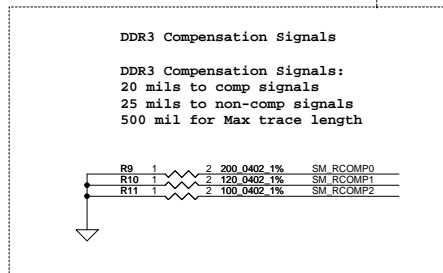 DDR3 Compensation Signals
DDR3 Compensation Signals:
20 mils to comp signals
25 mils to non-comp signals
500 mil for Max trace length
R9 1 2 200_0402_1% SM_RCOMP0
R10 1 2 120_0402_1% SM_RCOMP1
R11 1 2 100_0402_1% SM_RCOMP2